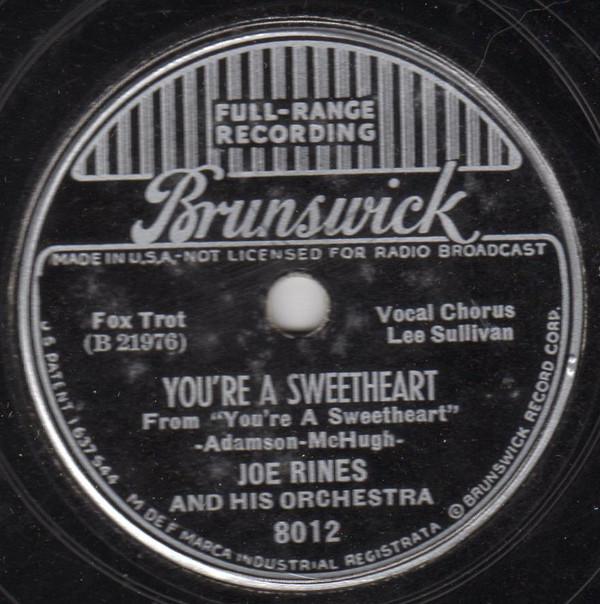 FULL-RANGE
RECORDING
Brunswick
MADE IN U.S.A.-NOT LICENSED FOR RADIO BROADCAST
Fox Trot
(B 21976)
Vocal Chorus
Lee Sullivan
YOU'RE A SWEETHEART
From "You're A Sweetheart"
-Adamson-McHugh-
JOE RINES
AND HIS ORCHESTRA
8012
U S PATENT 1637544 M DE F MARCA INDUSTRIAL REGISTRATA © BRUNSWICK RECORD CORP.